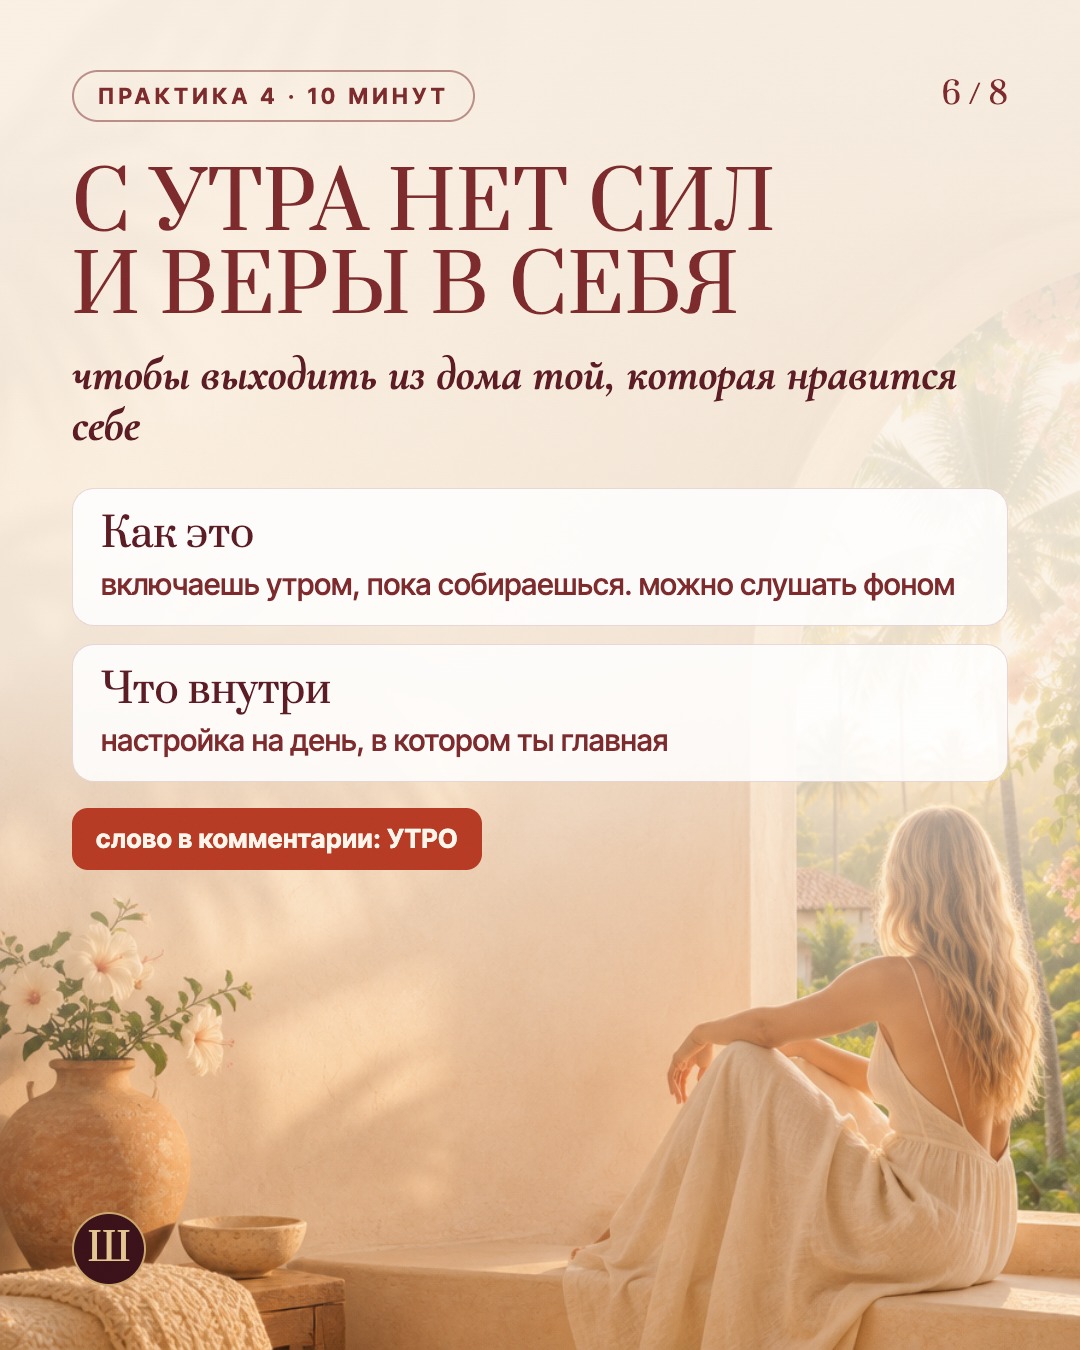 ПРАКТИКА 4 · 10 МИНУТ
6 / 8
С УТРА НЕТ СИЛ
И ВЕРЫ В СЕБЯ
чтобы выходить из дома той, которая нравится
себе
Как это
включаешь утром, пока собираешься. можно слушать фоном
Что внутри
настройка на день, в котором ты главная
слово в комментарии: УТРО
Ш